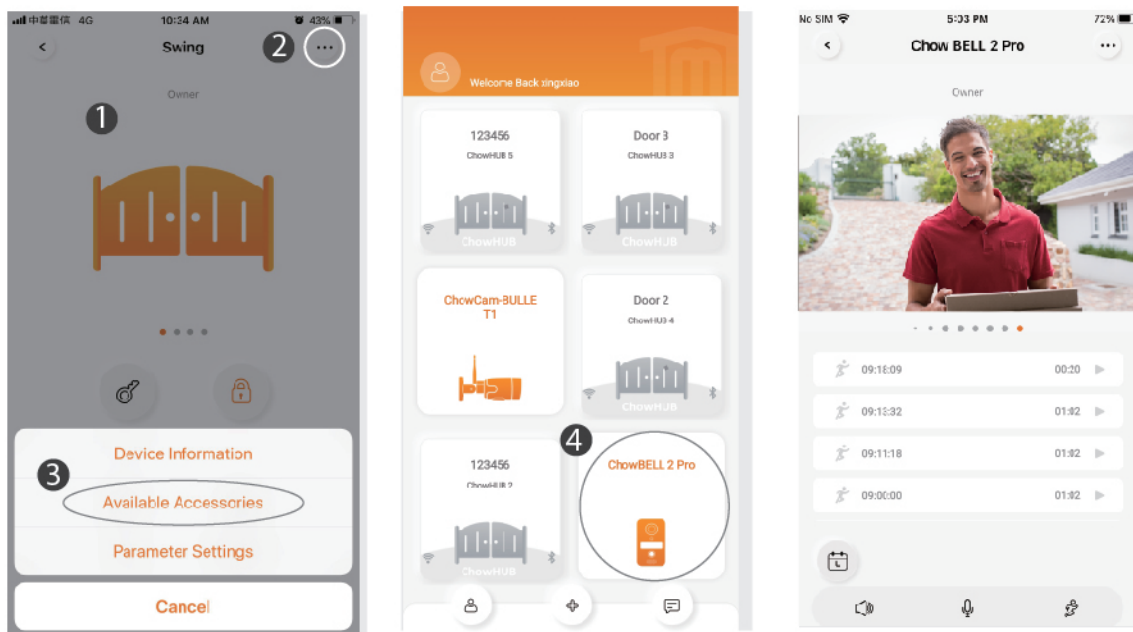 中華電信 4G 10:34 AM 43%
Swing
2
Owner
1
3
Device Information
Available Accessories
Parameter Settings
Cancel
Welcome Back xingxiao
123456
ChowHUB 5
ChowHUB
Door 3
ChowHUB 3
ChowHUB
ChowCam-BULLE
T1
Door 2
ChowHUB 4
ChowHUB
4
123456
ChowHUB 2
ChowHUB
ChowBELL 2 Pro
No SIM 5:03 PM 72%
Chow BELL 2 Pro
Owner
09:18:09 00:20
09:13:32 01:02
09:11:18 01:02
09:00:00 01:02